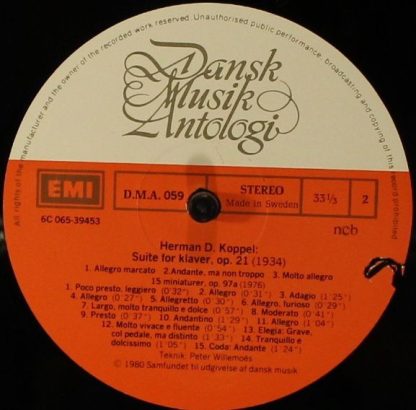 All rights of the manufacturer and the owner of the recorded work reserved. Unauthorised public performance, broadcasting and copying of this record
Dansk
Musik
Antologi
EMI
D.M.A. 059
STEREO
Made in Sweden
33 1/3
2
6C 065-39453
ncb
Herman D. Koppel:
Suite for klaver, op. 21 (1934)
1. Allegro marcato 2. Andante, ma non troppo 3. Molto allegro
15 miniaturer, op. 97a (1976)
1. Poco presto, leggiero (0'32") 2. Allegro (0'31") 3. Adagio (1'25")
4. Allegro (0'27") 5. Allegretto (0'30") 6. Allegro, furioso (0'29")
7. Largo, molto tranquillo e dolce (0'57") 8. Moderato (0'41")
9. Presto (0'37") 10. Andantino (1'29") 11. Allegro (1'04")
12. Molto vivace e fluente (0'54") 13. Elegia: Grave,
col pedale, ma distinto (1'33") 14. Tranquillo e
dolcissimo (1'05") 15. Coda: Andante (1'24")
Teknik: Peter Willemoës
© 1980 Samfundet til udgivelse af dansk musik